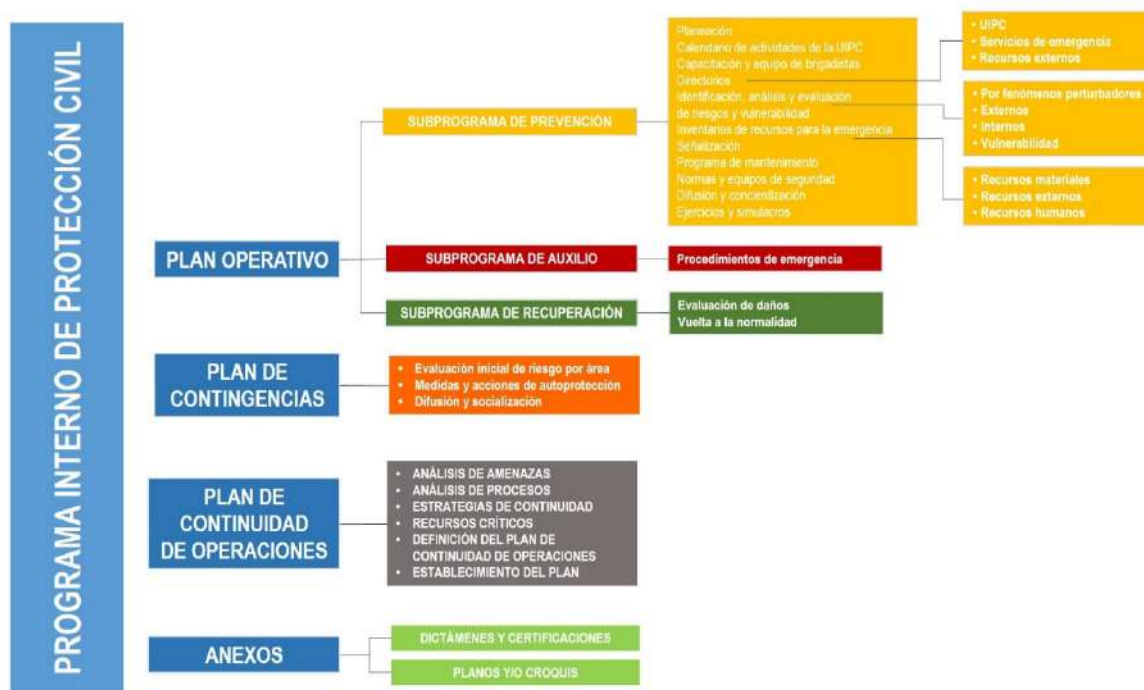 PROGRAMA INTERNO DE PROTECCIÓN CIVIL
PLAN OPERATIVO
SUBPROGRAMA DE PREVENCIÓN
Planeación
Calendario de actividades de la UIPC
Capacitación y equipo de brigadistas
Directorios
Identificación, análisis y evaluación
de riesgos y vulnerabilidad
Inventarios de recursos para la emergencia
Señalización
Programa de mantenimiento
Normas y equipos de seguridad
Difusión y concientización
Ejercicios y simulacros
• UIPC
• Servicios de emergencia
• Recursos externos
• Por fenómenos perturbadores
• Externos
• Internos
• Vulnerabilidad
• Recursos materiales
• Recursos externos
• Recursos humanos
SUBPROGRAMA DE AUXILIO
Procedimientos de emergencia
SUBPROGRAMA DE RECUPERACIÓN
Evaluación de daños
Vuelta a la normalidad
PLAN DE
CONTINGENCIAS
• Evaluación inicial de riesgo por área
• Medidas y acciones de autoprotección
• Difusión y socialización
PLAN DE
CONTINUIDAD
DE OPERACIONES
• ANÁLISIS DE AMENAZAS
• ANÁLISIS DE PROCESOS
• ESTRATEGIAS DE CONTINUIDAD
• RECURSOS CRÍTICOS
• DEFINICIÓN DEL PLAN DE
CONTINUIDAD DE OPERACIONES
• ESTABLECIMIENTO DEL PLAN
ANEXOS
DICTÁMENES Y CERTIFICACIONES
PLANOS Y/O CROQUIS